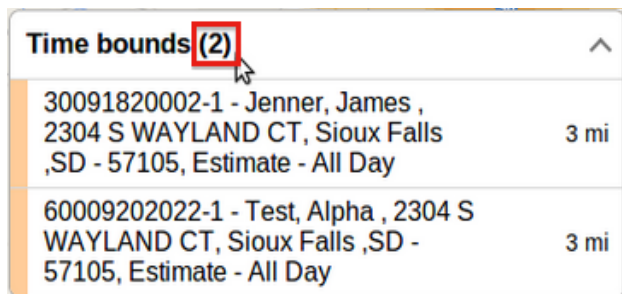 Time bounds (2)
30091820002-1 - Jenner, James ,
2304 S WAYLAND CT, Sioux Falls
,SD - 57105, Estimate - All Day
3 mi
60009202022-1 - Test, Alpha , 2304 S
WAYLAND CT, Sioux Falls ,SD -
57105, Estimate - All Day
3 mi